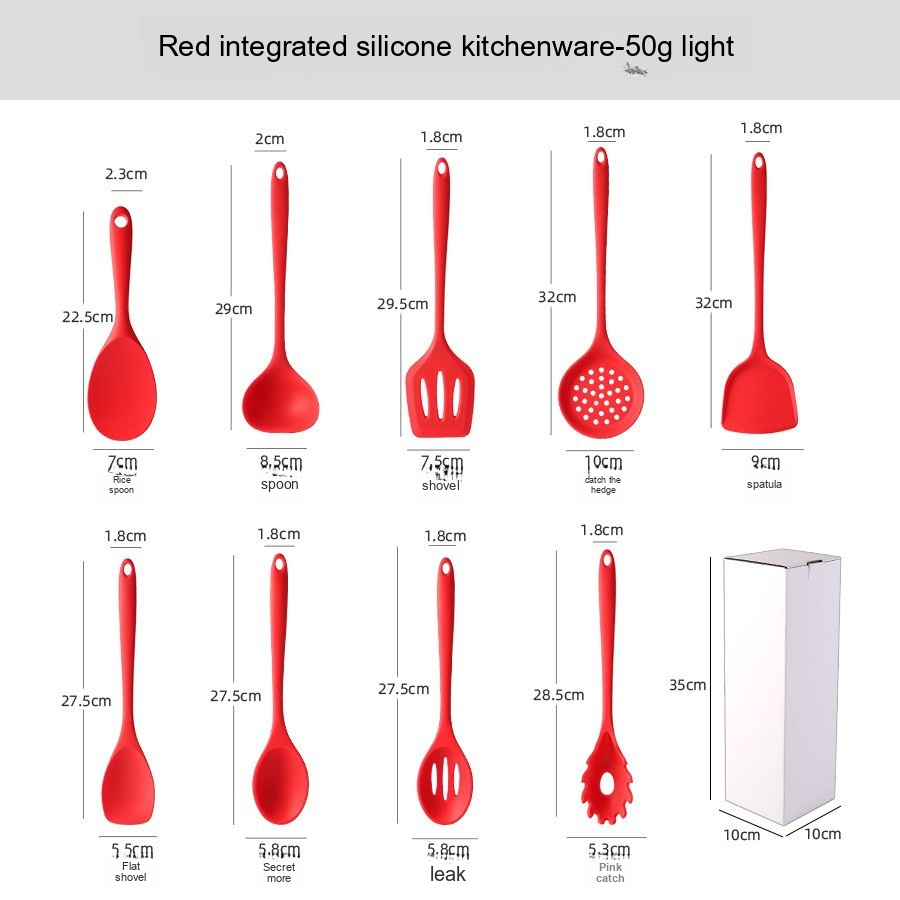 Red integrated silicone kitchenware-50g light
2cm
1.8cm
1.8cm
1.8cm
2.3cm
22.5cm
29cm
29.5cm
32cm
32cm
7cm
8.5cm
7.5cm
10cm
9cm
Rice
spoon
spoon
shovel
catch the
hedge
spatula
1.8cm
1.8cm
1.8cm
1.8cm
27.5cm
27.5cm
27.5cm
28.5cm
35cm
5.5cm
5.8cm
5.8cm
5.3cm
10cm
10cm
Flat
shovel
Secret
more
leak
Pink
catch